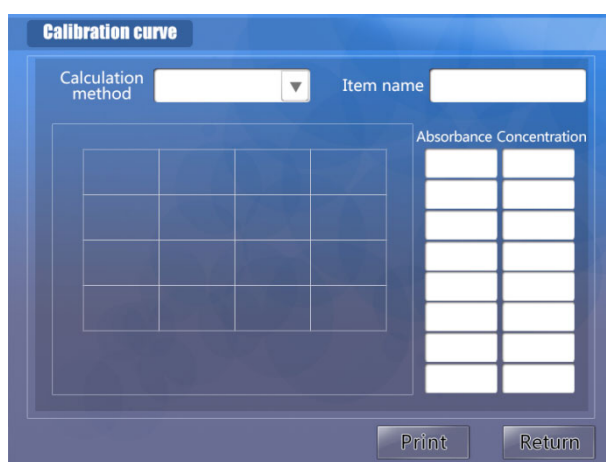 Calibration curve
Calculation
method
Item name
Absorbance Concentration
Print
Return